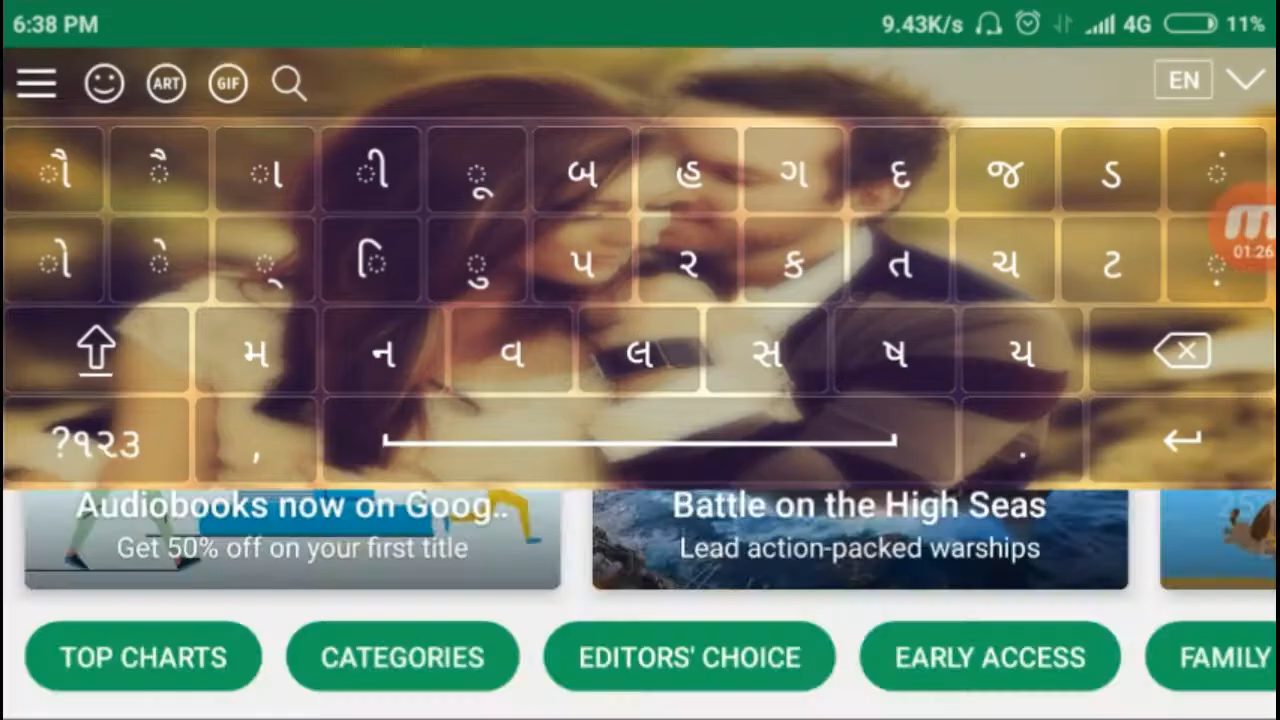 6:38 PM 9.43K/s 4G 11%
ART GIF EN
ૌ ૈ ા ી ૂ બ હ ગ દ જ ડ ં
01:26
ો ે ્ િ ુ પ ર ક ત ચ ટ ઼
મ ન વ લ સ ષ ય
?૧૨૩ , .
Audiobooks now on Goog.. Battle on the High Seas
Get 50% off on your first title Lead action-packed warships
TOP CHARTS CATEGORIES EDITORS' CHOICE EARLY ACCESS FAMILY